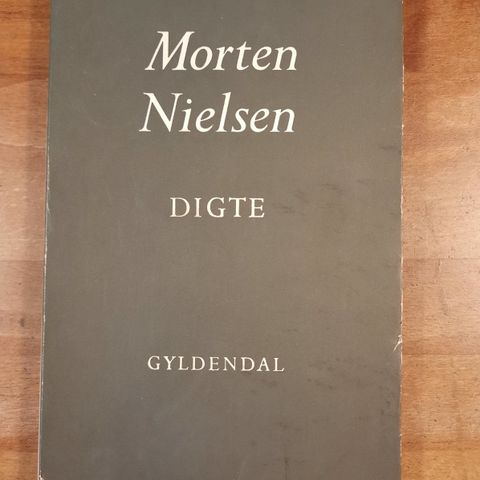 Morten
Nielsen
DIGTE
GYLDENDAL